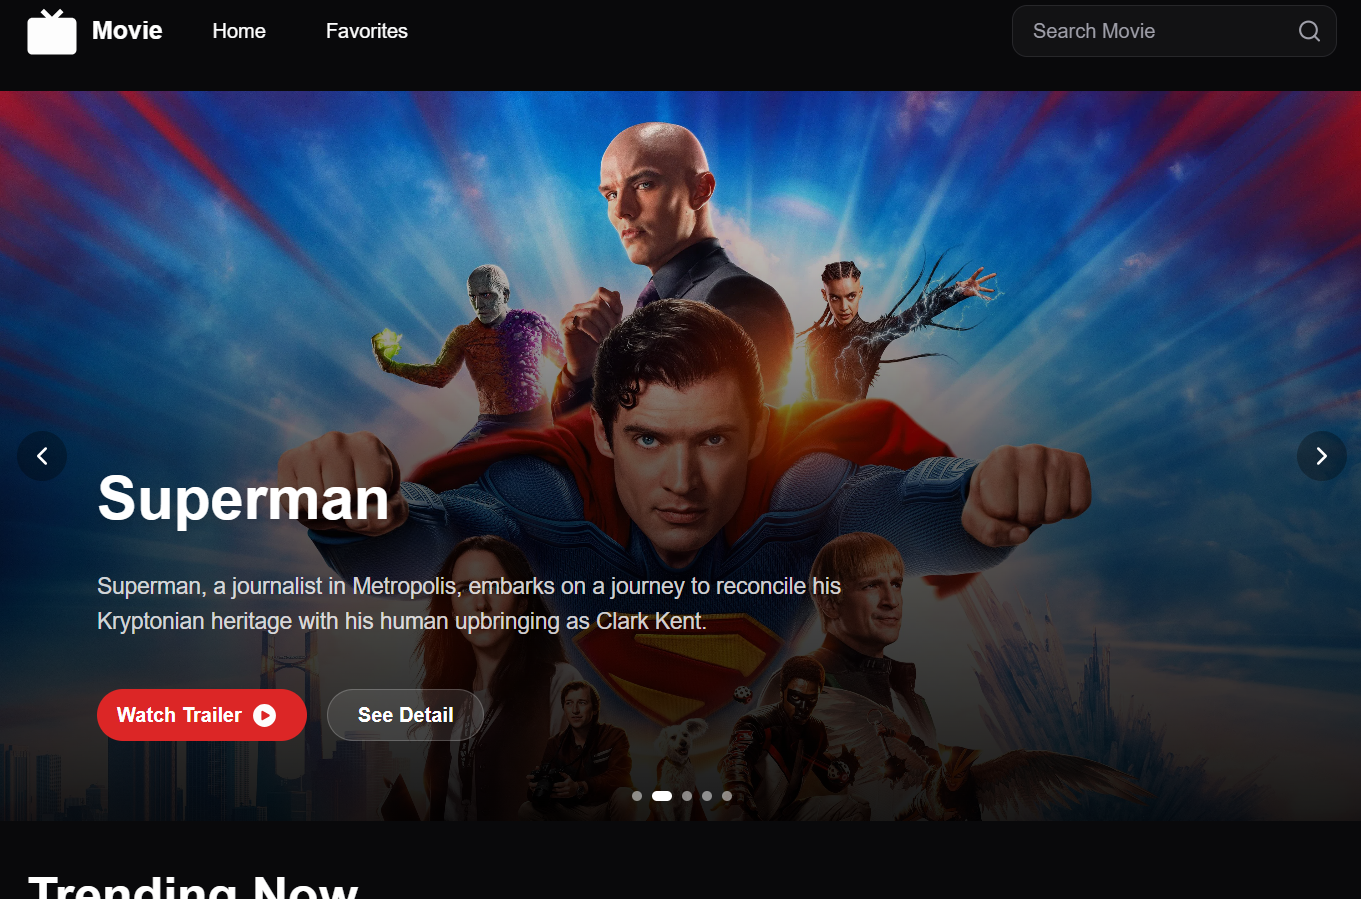 Movie
Home
Favorites
Search Movie
Superman
Superman, a journalist in Metropolis, embarks on a journey to reconcile his
Kryptonian heritage with his human upbringing as Clark Kent.
Watch Trailer
See Detail
Trending Now